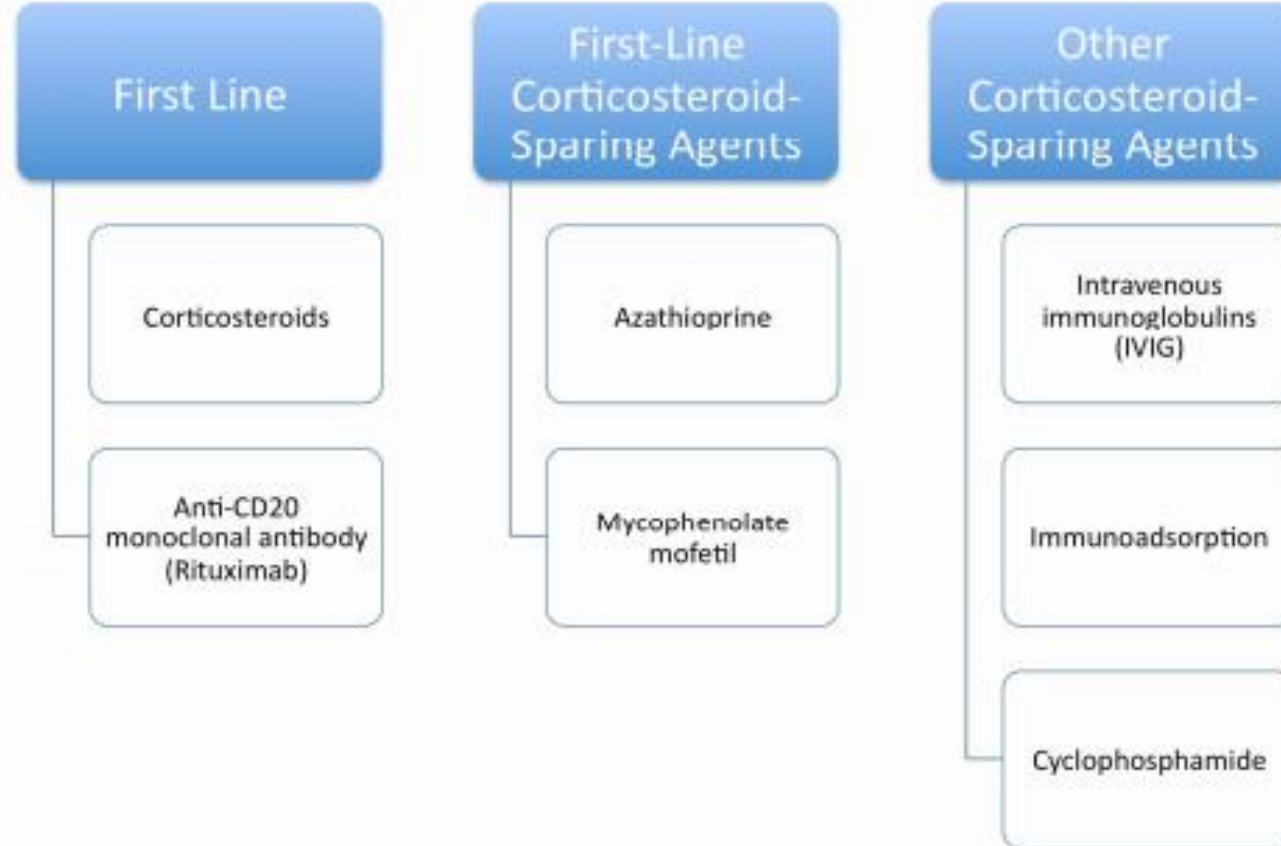 First Line
Corticosteroids
Anti-CD20
monoclonal antibody
(Rituximab)
First-Line
Corticosteroid-
Sparing Agents
Azathioprine
Mycophenolate
mofetil
Other
Corticosteroid-
Sparing Agents
Intravenous
immunoglobulins
(IVIG)
Immunoadsorption
Cyclophosphamide